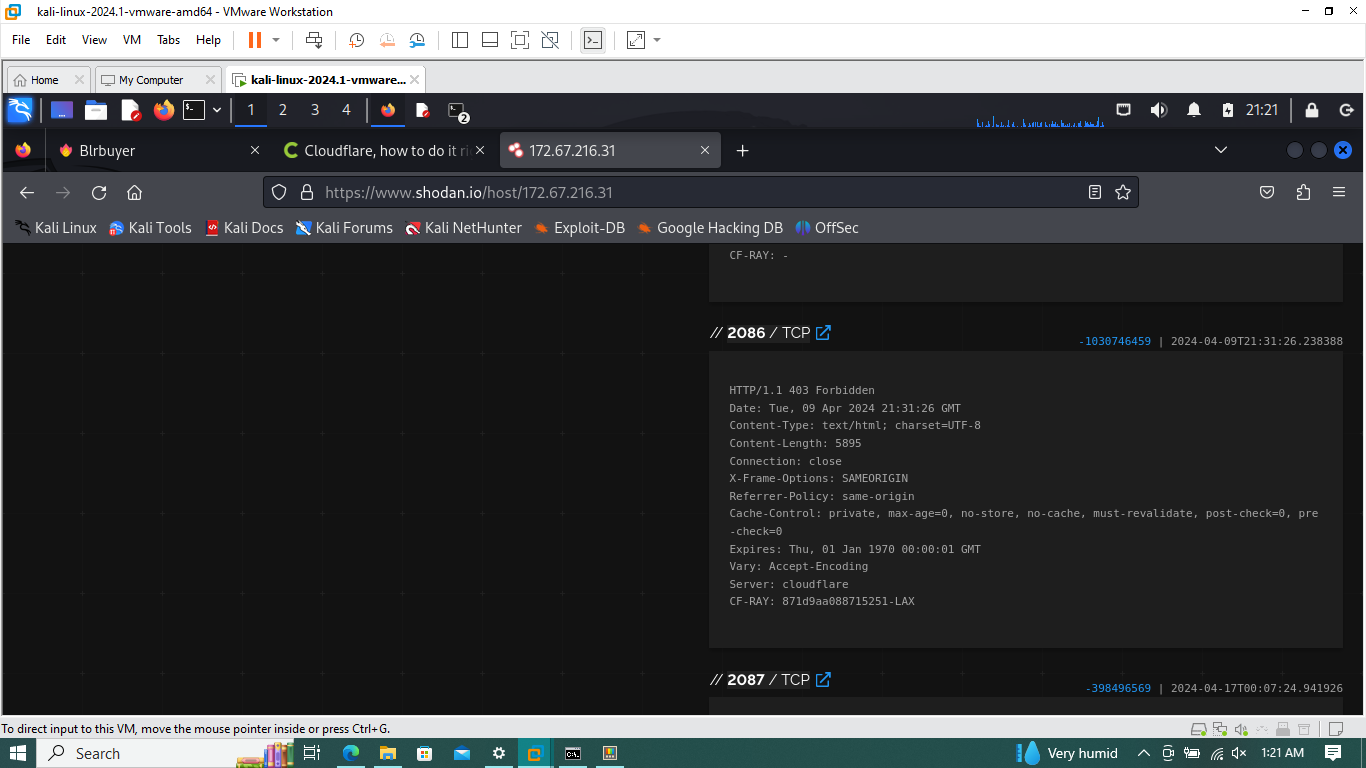 kali-linux-2024.1-vmware-amd64 - VMware Workstation
File Edit View VM Tabs Help
Home My Computer kali-linux-2024.1-vmware...
1 2 3 4 2 21:21
Blrbuyer Cloudflare, how to do it ri 172.67.216.31
https://www.shodan.io/host/172.67.216.31
Kali Linux Kali Tools Kali Docs Kali Forums Kali NetHunter Exploit-DB Google Hacking DB OffSec
CF-RAY: -
// 2086 / TCP
-1030746459 | 2024-04-09T21:31:26.238388
HTTP/1.1 403 Forbidden
Date: Tue, 09 Apr 2024 21:31:26 GMT
Content-Type: text/html; charset=UTF-8
Content-Length: 5895
Connection: close
X-Frame-Options: SAMEORIGIN
Referrer-Policy: same-origin
Cache-Control: private, max-age=0, no-store, no-cache, must-revalidate, post-check=0, pre
-check=0
Expires: Thu, 01 Jan 1970 00:00:01 GMT
Vary: Accept-Encoding
Server: cloudflare
CF-RAY: 871d9aa088715251-LAX
// 2087 / TCP
-398496569 | 2024-04-17T00:07:24.941926
To direct input to this VM, move the mouse pointer inside or press Ctrl+G.
Search Very humid 1:21 AM